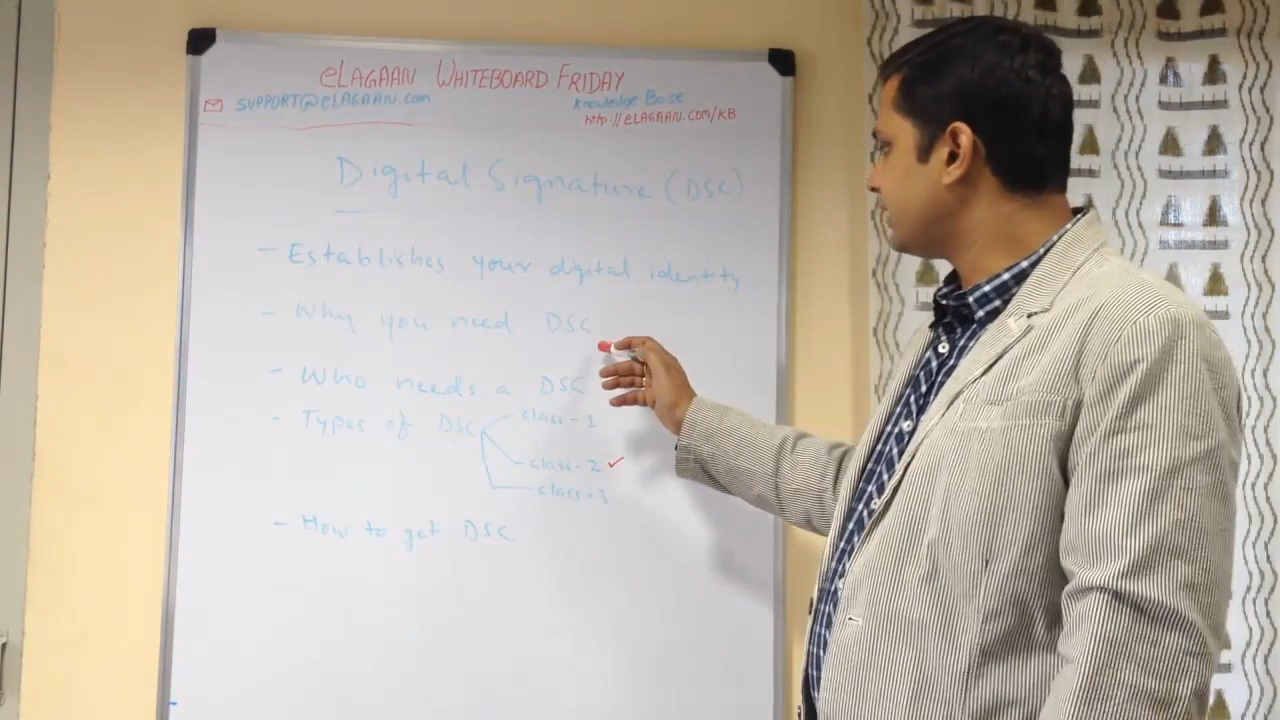 eLAGAAN WHITEBOARD FRIDAY
SUPPORT@eLAGAAN.com
Knowledge Base
http://eLAGAAN.COM/KB
Digital Signature (DSC)
- Establishes your digital identity
- Why you need DSC
- Who needs a DSC
- Types of DSC
class-1
class-2 ✓
class-3
- How to get DSC